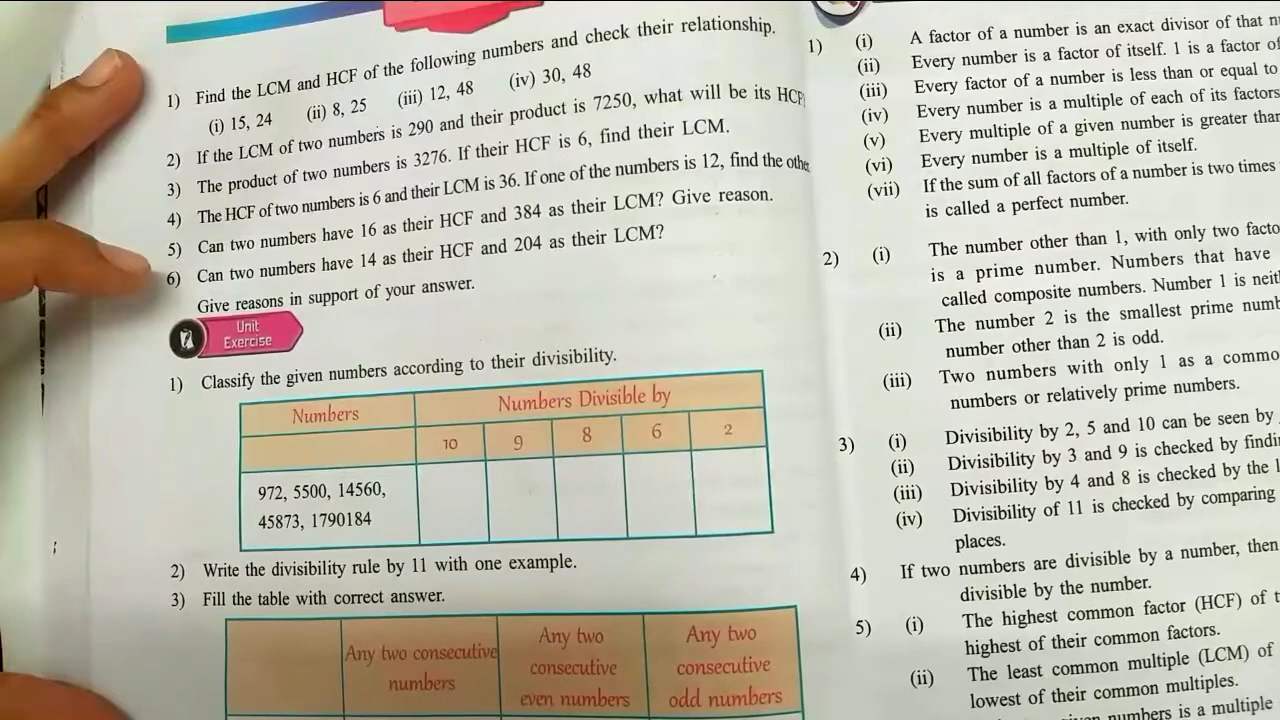 1) Find the LCM and HCF of the following numbers and check their relationship.
(i) 15, 24 (ii) 8, 25 (iii) 12, 48 (iv) 30, 48
2) If the LCM of two numbers is 290 and their product is 7250, what will be its HCF
3) The product of two numbers is 3276. If their HCF is 6, find their LCM.
4) The HCF of two numbers is 6 and their LCM is 36. If one of the numbers is 12, find the othe
5) Can two numbers have 16 as their HCF and 384 as their LCM? Give reason.
6) Can two numbers have 14 as their HCF and 204 as their LCM?
Give reasons in support of your answer.
Unit
Exercise
1) Classify the given numbers according to their divisibility.
Numbers Numbers Divisible by
10 9 8 6 2
972, 5500, 14560,
45873, 1790184
2) Write the divisibility rule by 11 with one example.
3) Fill the table with correct answer.
Any two consecutive
numbers
Any two
consecutive
even numbers
Any two
consecutive
odd numbers
1) (i) A factor of a number is an exact divisor of that
(ii) Every number is a factor of itself. 1 is a factor of
(iii) Every factor of a number is less than or equal to
(iv) Every number is a multiple of each of its factors
(v) Every multiple of a given number is greater than
(vi) Every number is a multiple of itself.
(vii) If the sum of all factors of a number is two times
is called a perfect number.
2) (i) The number other than 1, with only two facto
is a prime number. Numbers that have
called composite numbers. Number 1 is neit
(ii) The number 2 is the smallest prime numb
number other than 2 is odd.
(iii) Two numbers with only 1 as a commo
numbers or relatively prime numbers.
3) (i) Divisibility by 2, 5 and 10 can be seen by
(ii) Divisibility by 3 and 9 is checked by findi
(iii) Divisibility by 4 and 8 is checked by the l
(iv) Divisibility of 11 is checked by comparing
places.
4) If two numbers are divisible by a number, then
divisible by the number.
5) (i) The highest common factor (HCF) of t
highest of their common factors.
(ii) The least common multiple (LCM) of
lowest of their common multiples.
numbers is a multiple